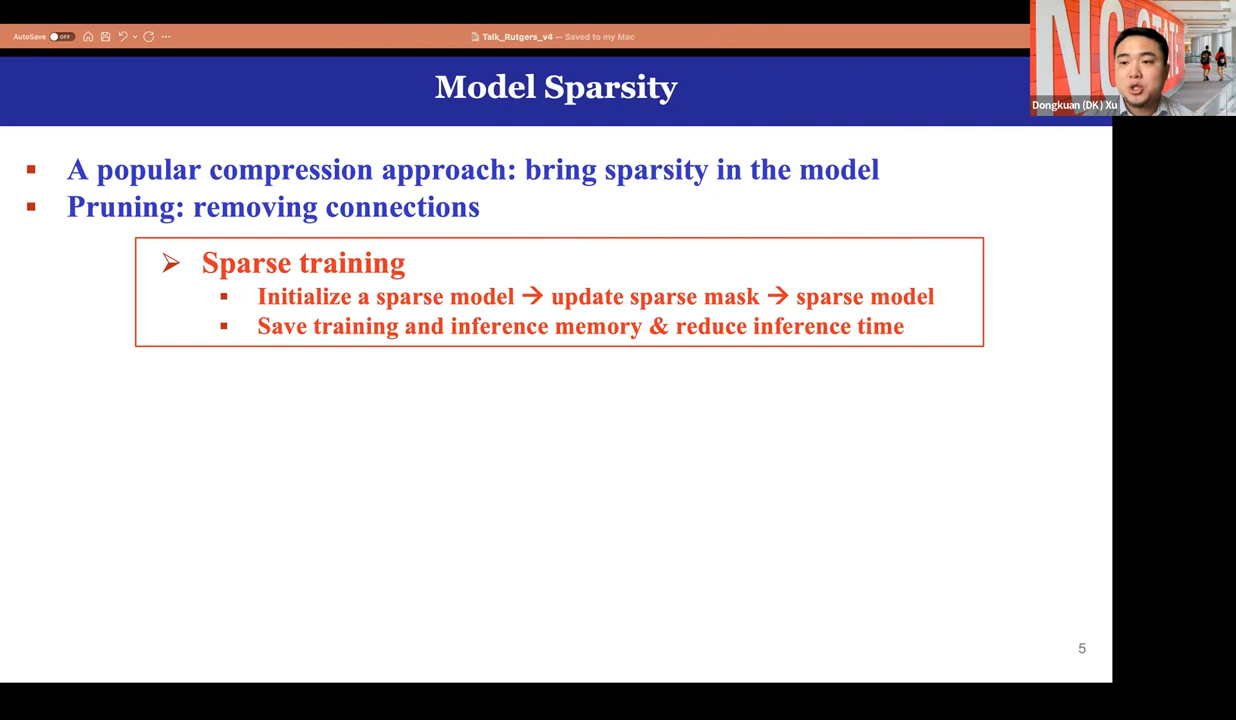 AutoSave OFF
Talk_Rutgers_v4 — Saved to my Mac
Model Sparsity
NC STATE
Dongkuan (DK) Xu
▪ A popular compression approach: bring sparsity in the model
▪ Pruning: removing connections
➢ Sparse training
▪ Initialize a sparse model → update sparse mask → sparse model
▪ Save training and inference memory & reduce inference time
5